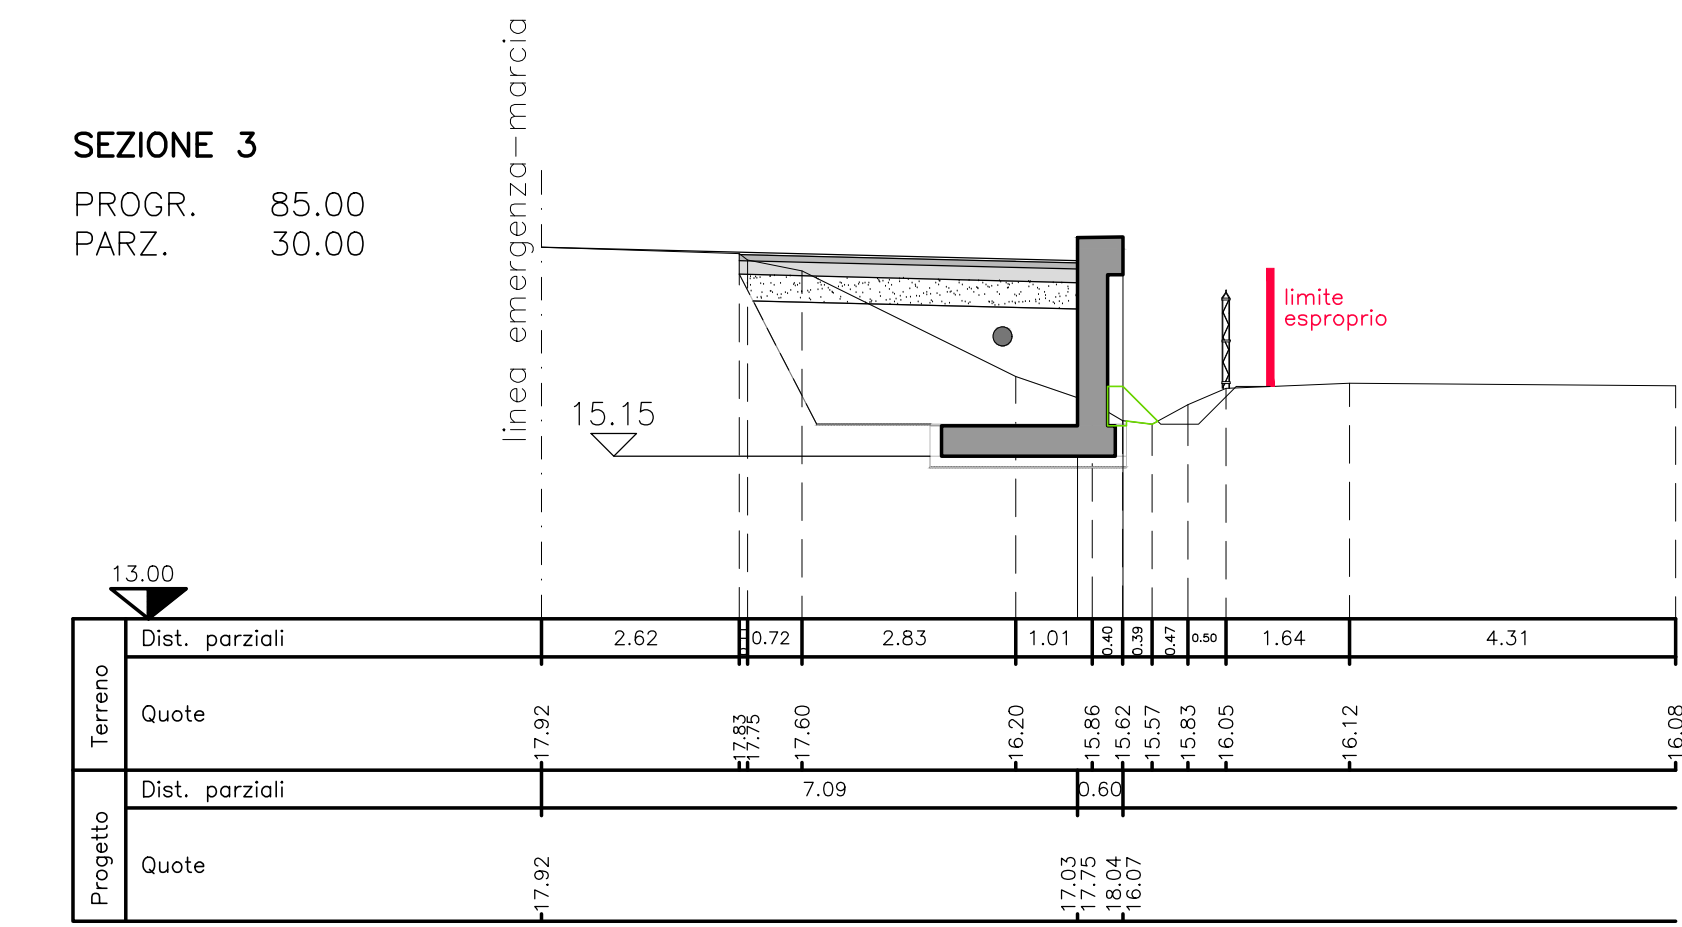 linea emergenza-marcia
SEZIONE 3
PROGR. 85.00
PARZ. 30.00
limite
esproprio
15.15
13.00
Terreno
Dist. parziali 2.62 0.72 2.83 1.01 0.40 0.39 0.47 0.50 1.64 4.31
Quote 17.92 17.83 17.75 17.60 16.20 15.86 15.62 15.57 15.83 16.05 16.12 16.08
Progetto
Dist. parziali 7.09 0.60
Quote 17.92 17.03 17.75 18.04 16.07